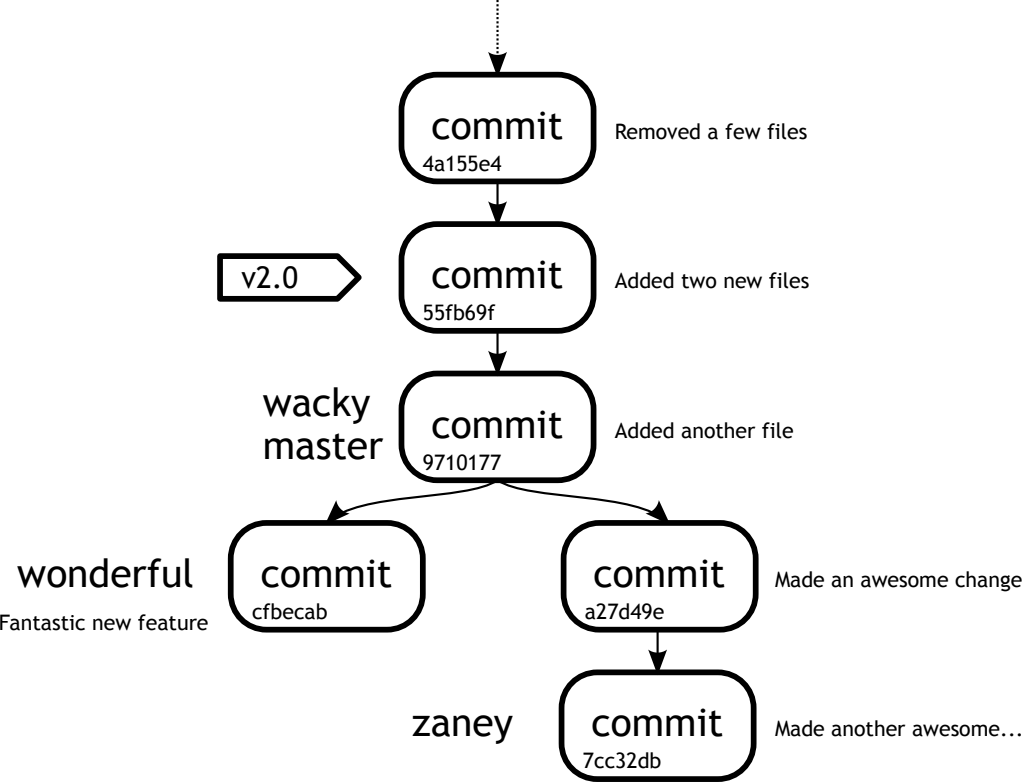 commit
4a155e4
Removed a few files
v2.0
commit
55fb69f
Added two new files
wacky
master
commit
9710177
Added another file
wonderful
Fantastic new feature
commit
cfbecab
commit
a27d49e
Made an awesome change
zaney
commit
7cc32db
Made another awesome...